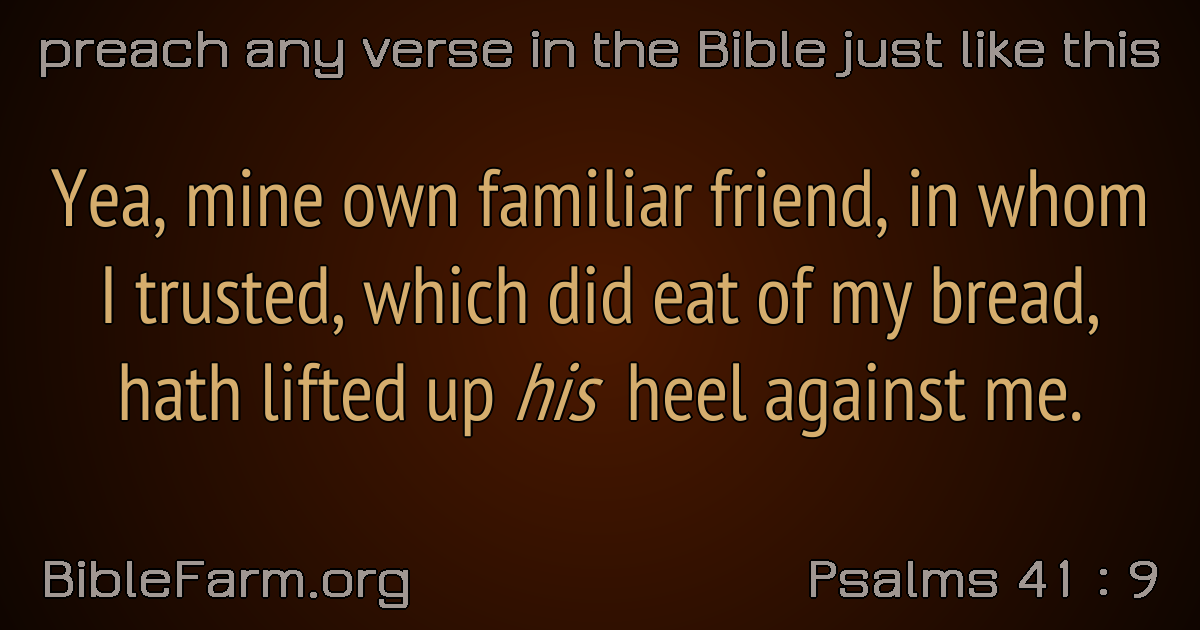 preach any verse in the Bible just like this
Yea, mine own familiar friend, in whom
I trusted, which did eat of my bread,
hath lifted up his heel against me.
BibleFarm.org
Psalms 41 : 9